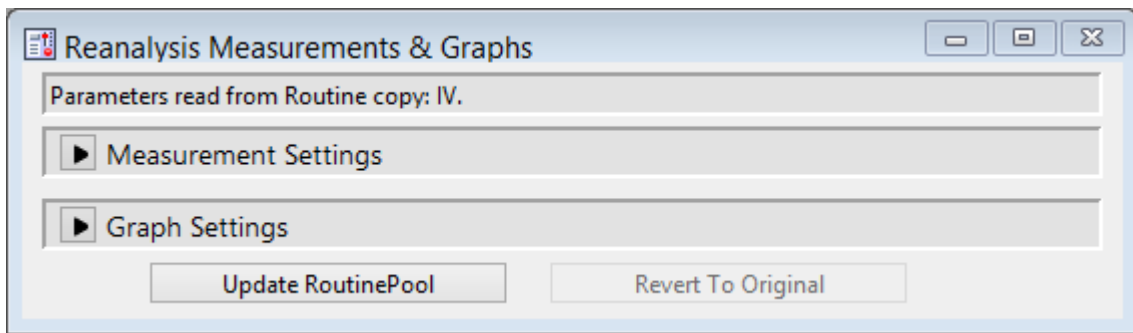 Reanalysis Measurements & Graphs
Parameters read from Routine copy: IV.
Measurement Settings
Graph Settings
Update RoutinePool Revert To Original